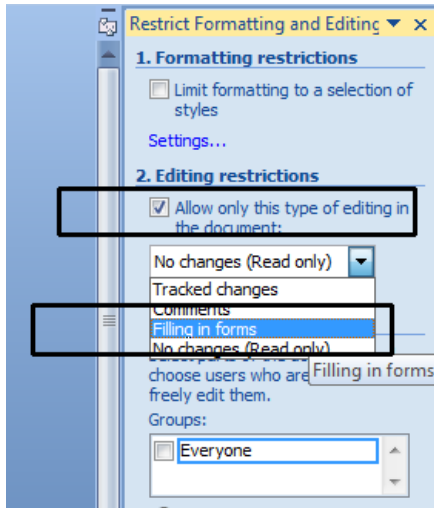 Restrict Formatting and Editing
1. Formatting restrictions
Limit formatting to a selection of
styles
Settings...
2. Editing restrictions
Allow only this type of editing in
the document:
No changes (Read only)
Tracked changes
Comments
Filling in forms
No changes (Read only)
choose users who are
Filling in forms
freely edit them.
Groups:
Everyone